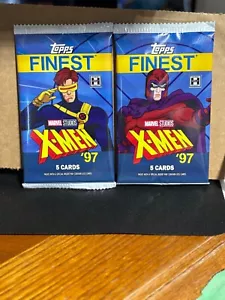 Topps
FINEST
H
MARVEL STUDIOS
X-MEN
'97
5 CARDS
Topps
FINEST
H
MARVEL STUDIOS
X-MEN
'97
5 CARDS